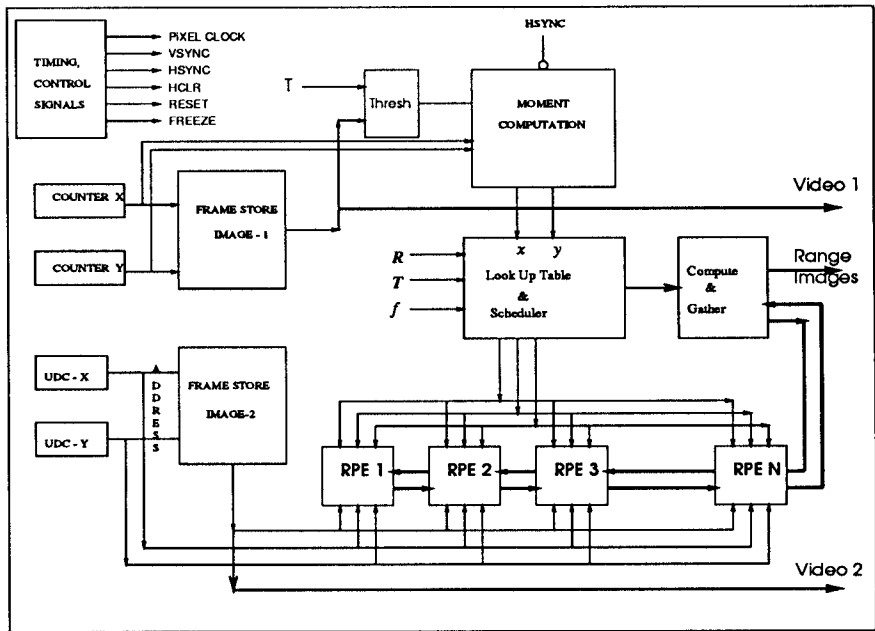 HSYNC
TIMING,
CONTROL
SIGNALS
PIXEL CLOCK
VSYNC
HSYNC
HCLR
RESET
FREEZE
T
Thresh
MOMENT
COMPUTATION
COUNTER X
COUNTER Y
FRAME STORE
IMAGE - 1
Video 1
R
T
f
x y
Look Up Table
&
Scheduler
Compute
&
Gather
Range
Images
UDC - X
UDC - Y
ADDRESS
FRAME STORE
IMAGE-2
RPE 1
RPE 2
RPE 3
RPE N
Video 2